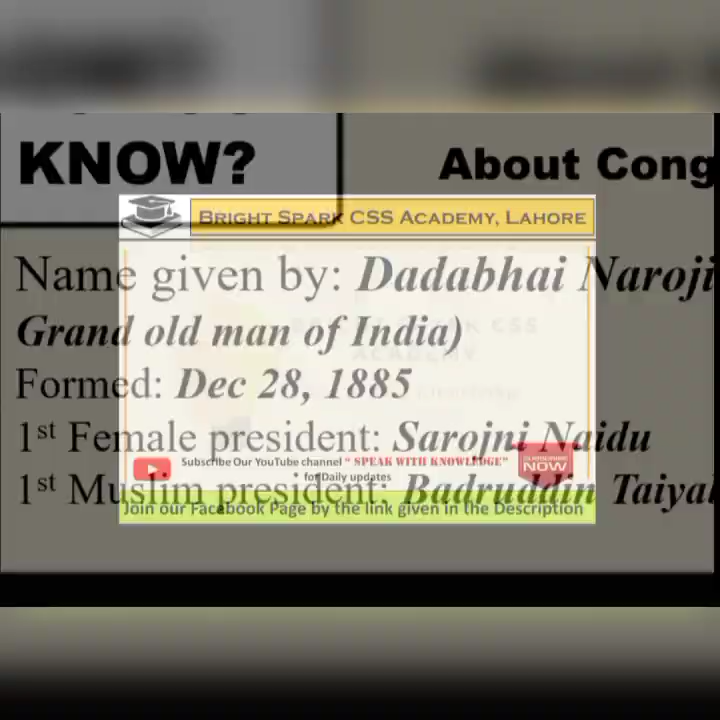 KNOW?
About Cong
BRIGHT SPARK CSS ACADEMY, LAHORE
Name given by: Dadabhai Naroji
Grand old man of India)
CSS
ACADEMY
Formed: Dec 28, 1885
1st Female president: Sarojni Naidu
Subscribe Our YouTube channel " SPEAK WITH KNOWLEDGE"
NOW
* for Daily updates
1st Muslim president: Badruddin Taiyal
Join our Facebook Page by the link given in the Description